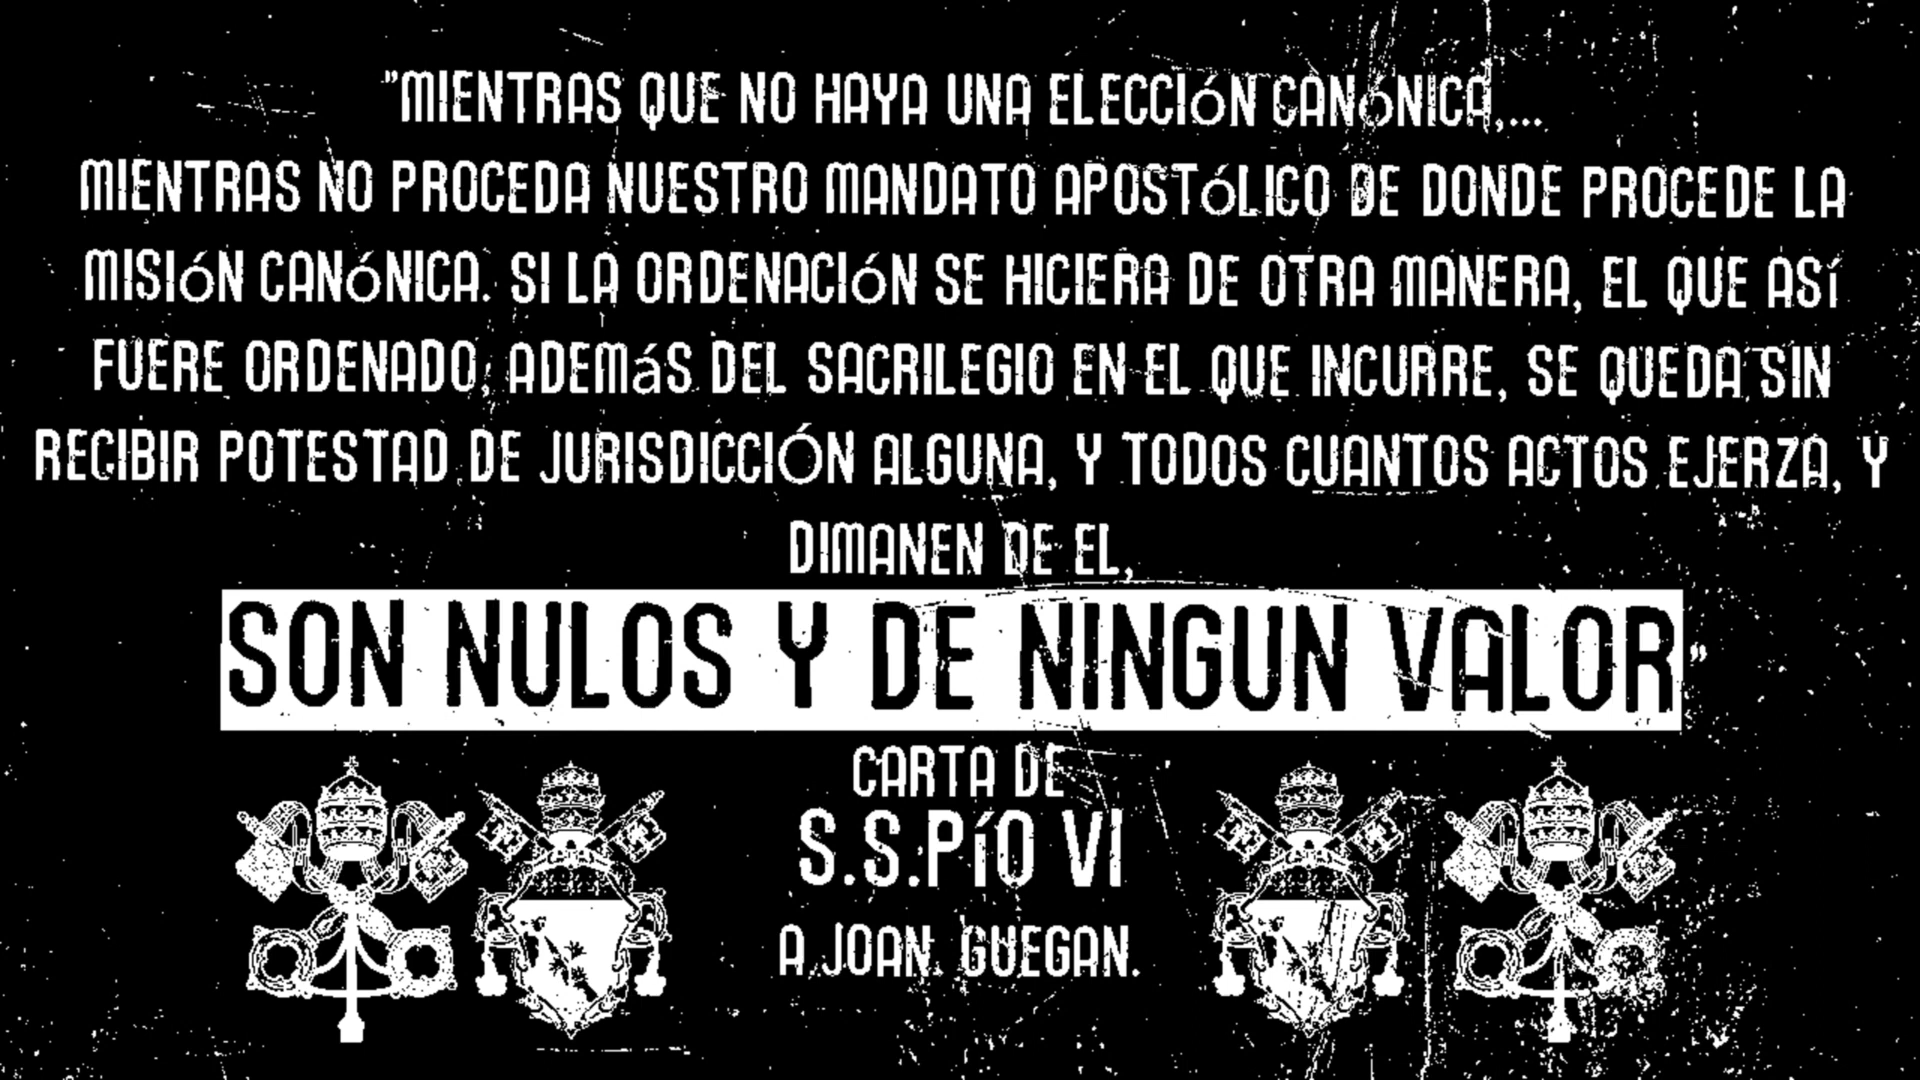 "MIENTRAS QUE NO HAYA UNA ELECCIÓN CANÓNICA,...
MIENTRAS NO PROCEDA NUESTRO MANDATO APOSTÓLICO DE DONDE PROCEDE LA
MISIÓN CANÓNICA. SI LA ORDENACIÓN SE HICIERA DE OTRA MANERA, EL QUE ASÍ
FUERE ORDENADO, ADEMÁS DEL SACRILEGIO EN EL QUE INCURRE, SE QUEDA SIN
RECIBIR POTESTAD DE JURISDICCIÓN ALGUNA, Y TODOS CUANTOS ACTOS EJERZA, Y
DIMANEN DE EL,
SON NULOS Y DE NINGUN VALOR"
CARTA DE
S.S.PÍO VI
A JOAN. GUEGAN.